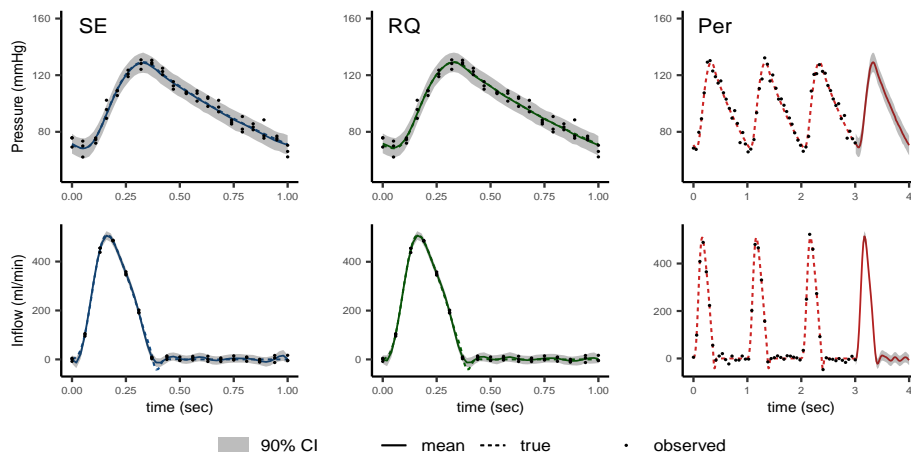 SE
RQ
Per
Pressure (mmHg)
160
120
80
0.00 0.25 0.50 0.75 1.00
160
120
80
0.00 0.25 0.50 0.75 1.00
160
120
80
0 1 2 3 4
Inflow (ml/min)
400
200
0
0.00 0.25 0.50 0.75 1.00
time (sec)
400
200
0
0.00 0.25 0.50 0.75 1.00
time (sec)
400
200
0
0 1 2 3 4
time (sec)
90% CI mean true observed